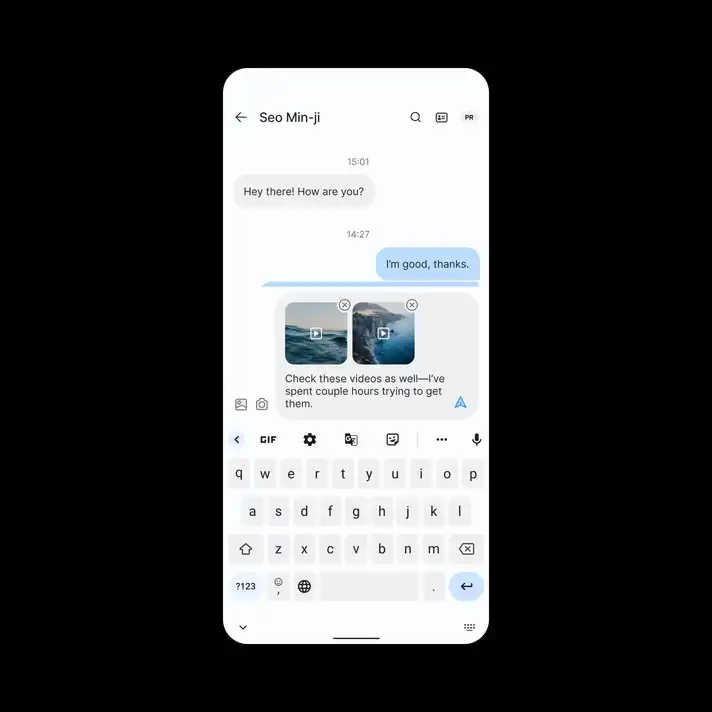 Seo Min-ji
PR
15:01
Hey there! How are you?
14:27
I'm good, thanks.
Check these videos as well—I've
spent couple hours trying to get
them.
GIF
q w e r t y u i o p
a s d f g h j k l
z x c v b n m
?123 , .